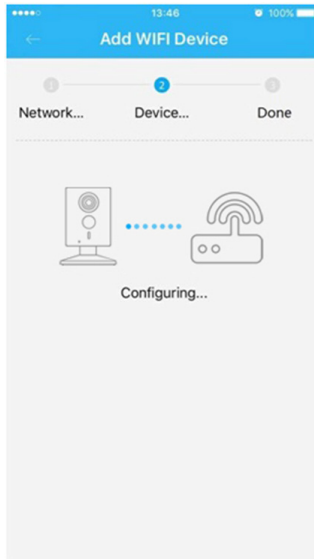 13:46
100%
Add WIFI Device
1
2
3
Network...
Device...
Done
Configuring...